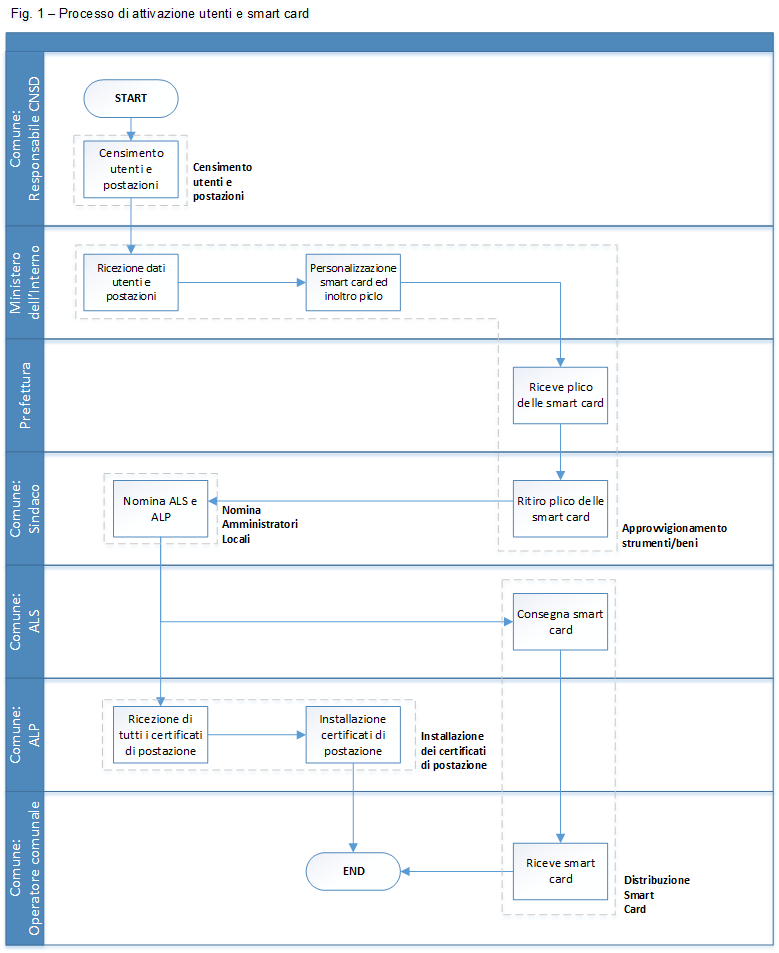 Fig. 1 – Processo di attivazione utenti e smart card
Comune:
Responsabile CNSD
START
Censimento
utenti e
postazioni
Censimento
utenti e
postazioni
Ministero
dell'Interno
Ricezione dati
utenti e
postazioni
Personalizzazione
smart card ed
inoltro piclo
Prefettura
Riceve plico
delle smart card
Comune:
Sindaco
Nomina ALS e
ALP
Nomina
Amministratori
Locali
Ritiro plico delle
smart card
Approvvigionamento
strumenti/beni
Comune:
ALS
Consegna smart
card
Comune:
ALP
Ricezione di
tutti i certificati
di postazione
Installazione
certificati di
postazione
Installazione
dei certificati
di postazione
Comune:
Operatore comunale
END
Riceve smart
card
Distribuzione
Smart
Card